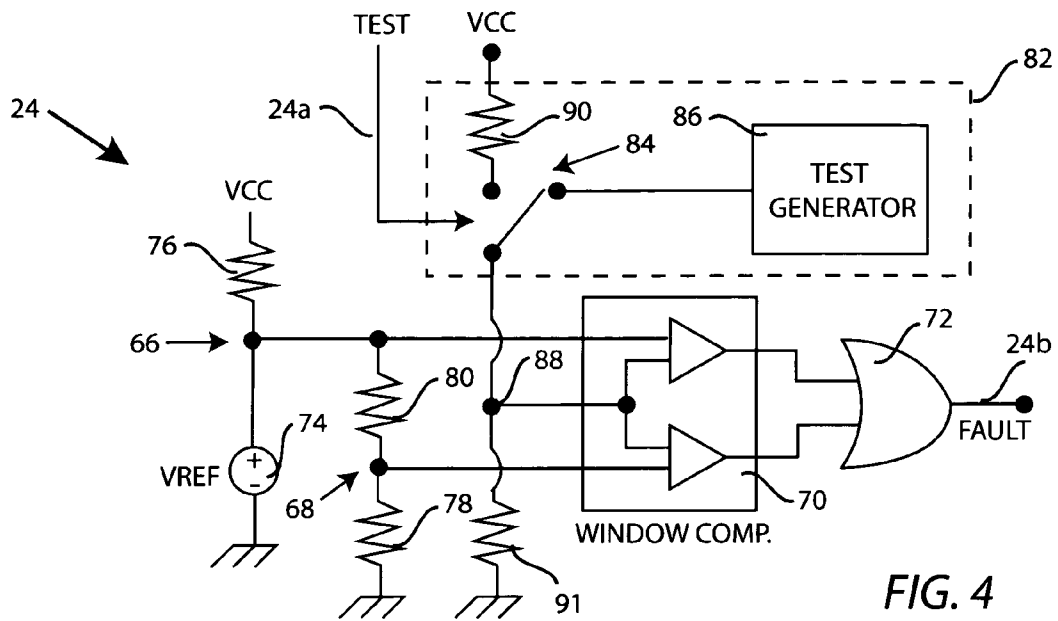 TEST
VCC
82
24
24a
90
84
86
TEST
GENERATOR
VCC
76
66
72
24b
80
88
74
FAULT
VREF
+
-
68
78
70
WINDOW COMP.
91
FIG. 4